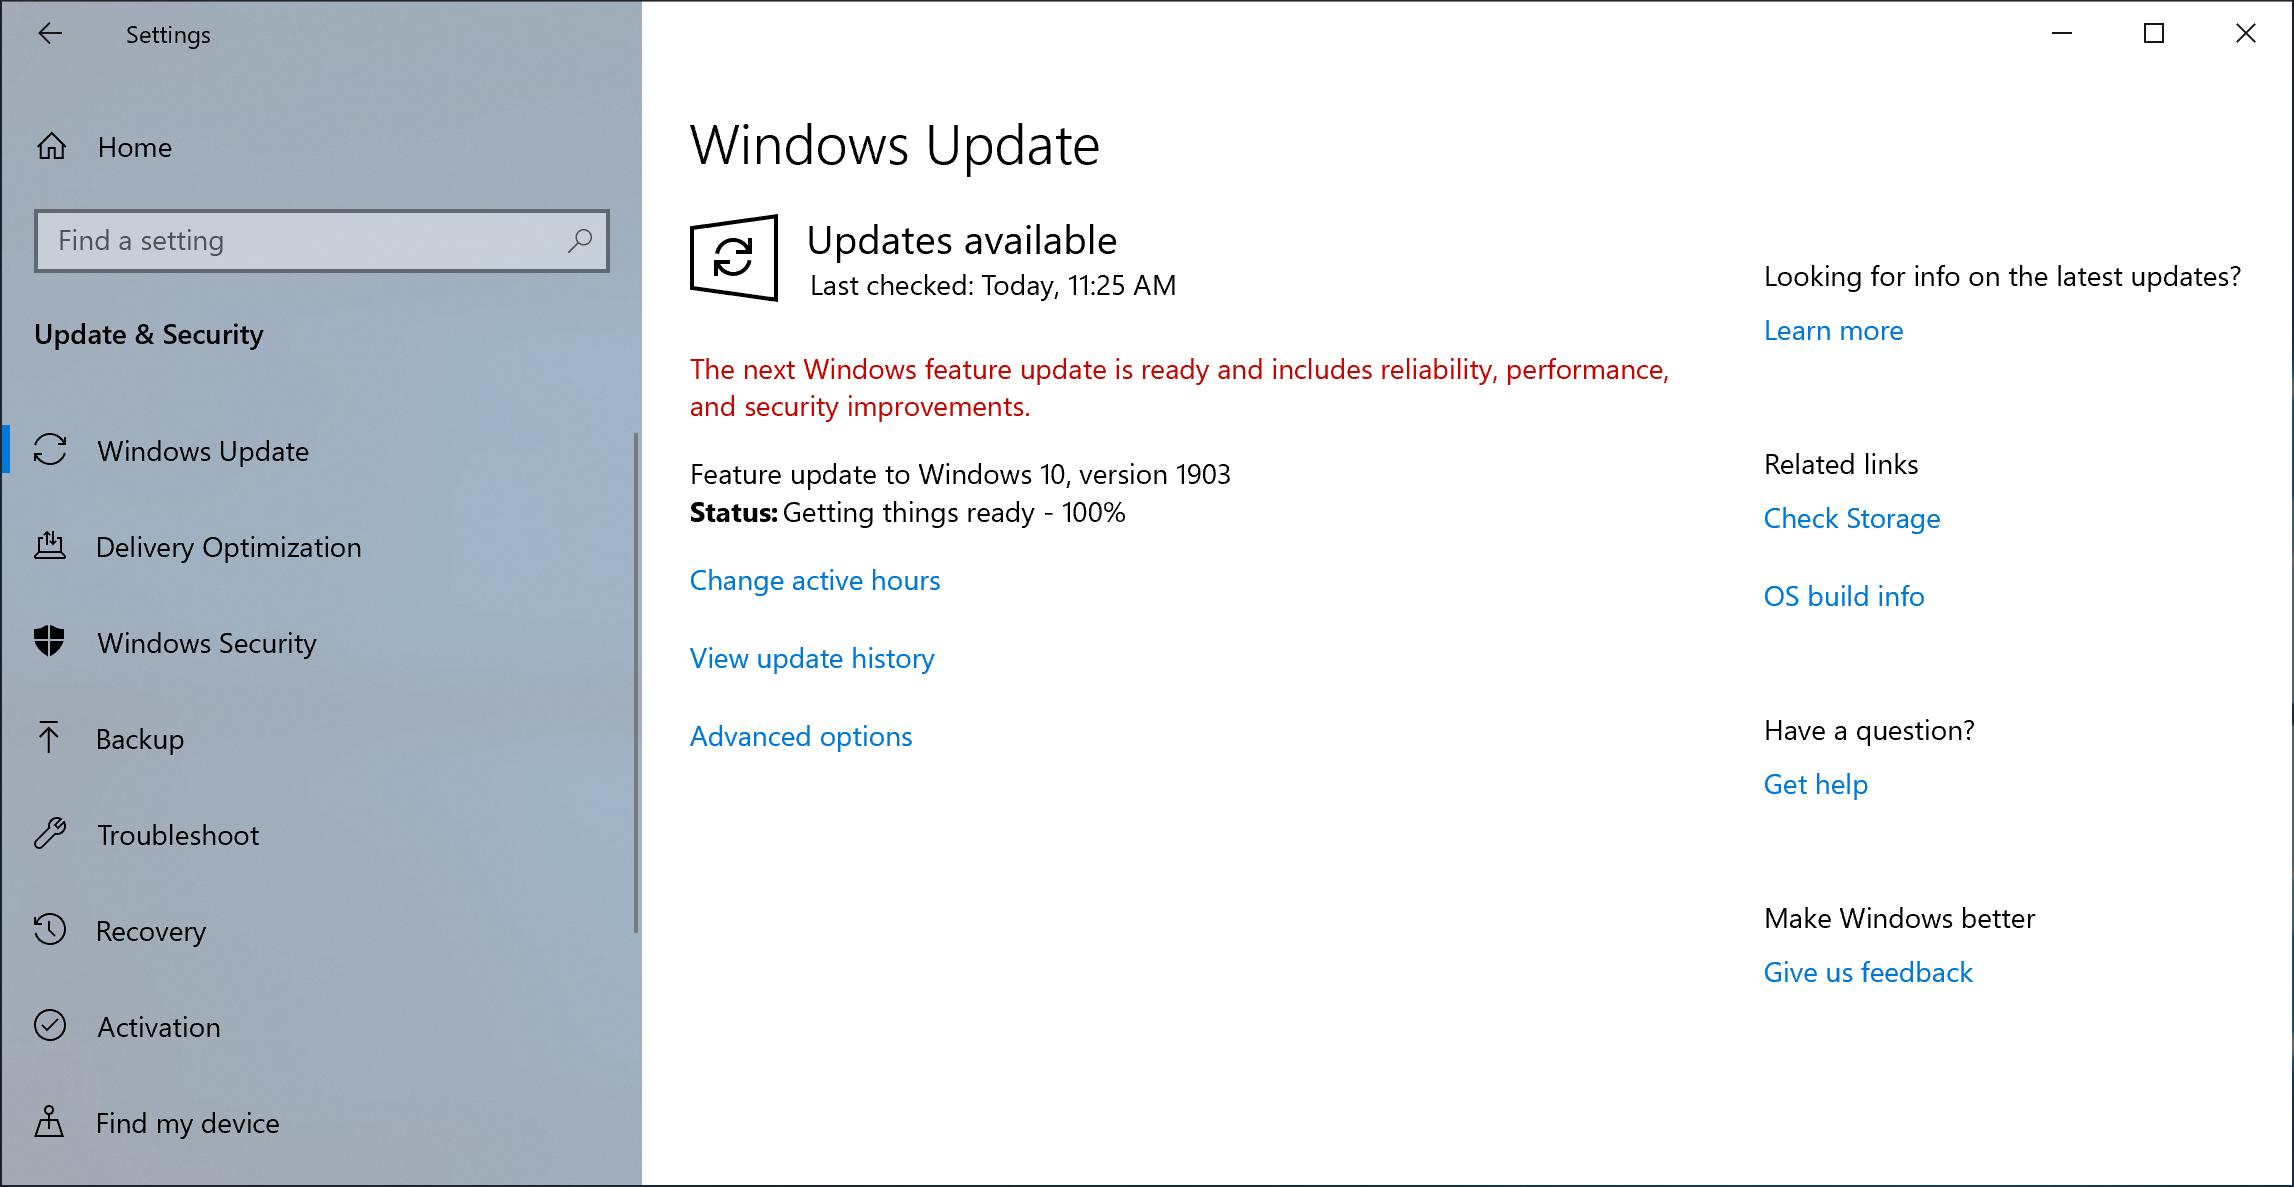 Settings
Home
Find a setting
Update & Security
Windows Update
Delivery Optimization
Windows Security
Backup
Troubleshoot
Recovery
Activation
Find my device
Windows Update
Updates available
Last checked: Today, 11:25 AM
The next Windows feature update is ready and includes reliability, performance,
and security improvements.
Feature update to Windows 10, version 1903
Status: Getting things ready - 100%
Change active hours
View update history
Advanced options
Looking for info on the latest updates?
Learn more
Related links
Check Storage
OS build info
Have a question?
Get help
Make Windows better
Give us feedback